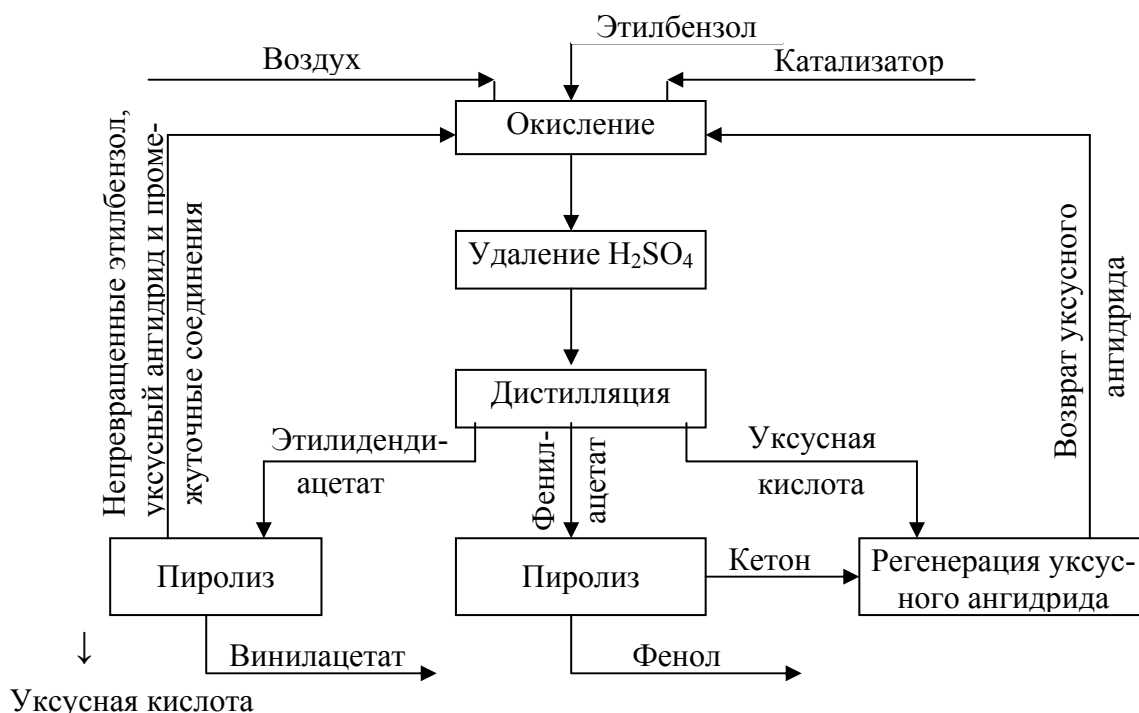 Этилбензол
Воздух
Катализатор
Окисление
Непревращенные этилбензол,
уксусный ангидрид и проме-
жуточные соединения
Удаление H₂SO₄
Возврат уксусного
ангидрида
Дистилляция
Этилиденди-
ацетат
Фенил-
ацетат
Уксусная
кислота
Пиролиз
Пиролиз
Кетон
Регенерация уксус-
ного ангидрида
↓
Винилацетат
Фенол
Уксусная кислота